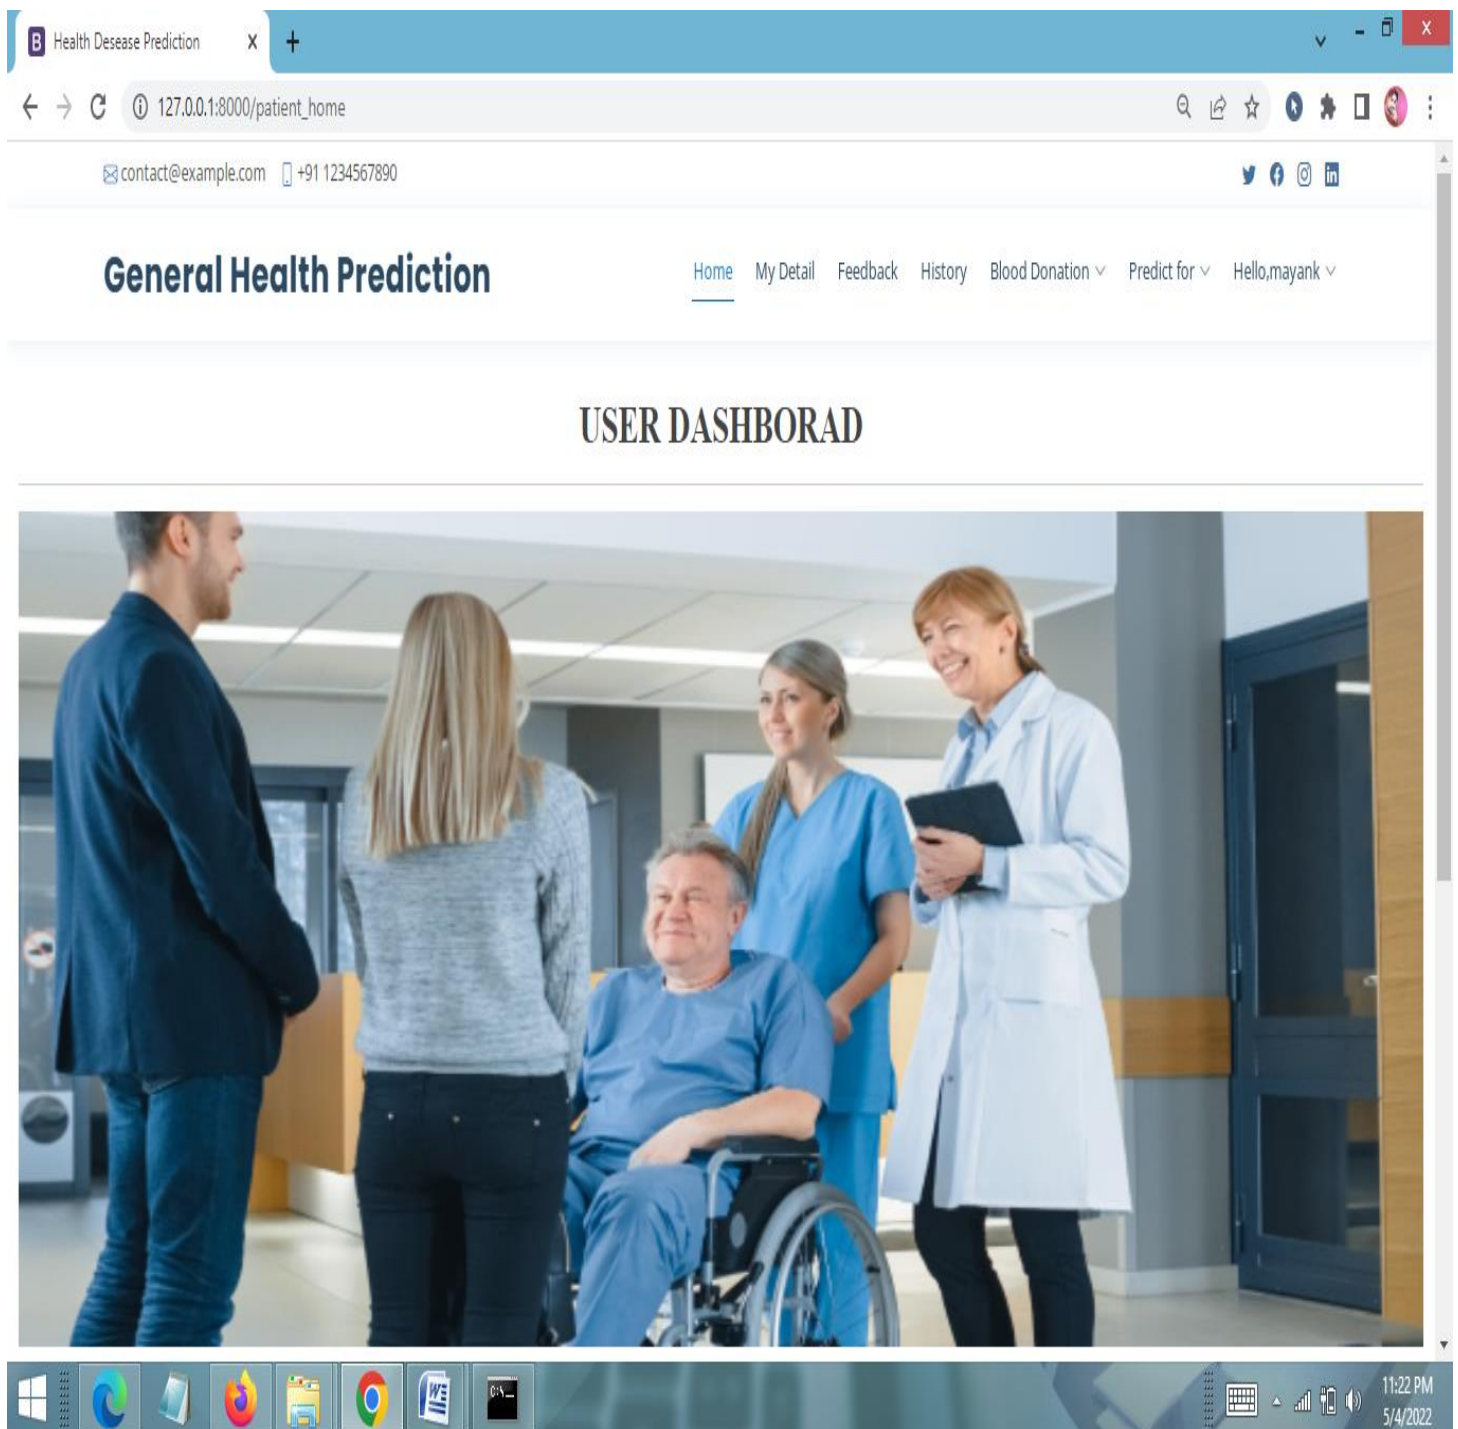 B Health Desease Prediction
127.0.0.1:8000/patient_home
contact@example.com +91 1234567890
General Health Prediction
Home My Detail Feedback History Blood Donation Predict for Hello,mayank
USER DASHBORAD
11:22 PM
5/4/2022